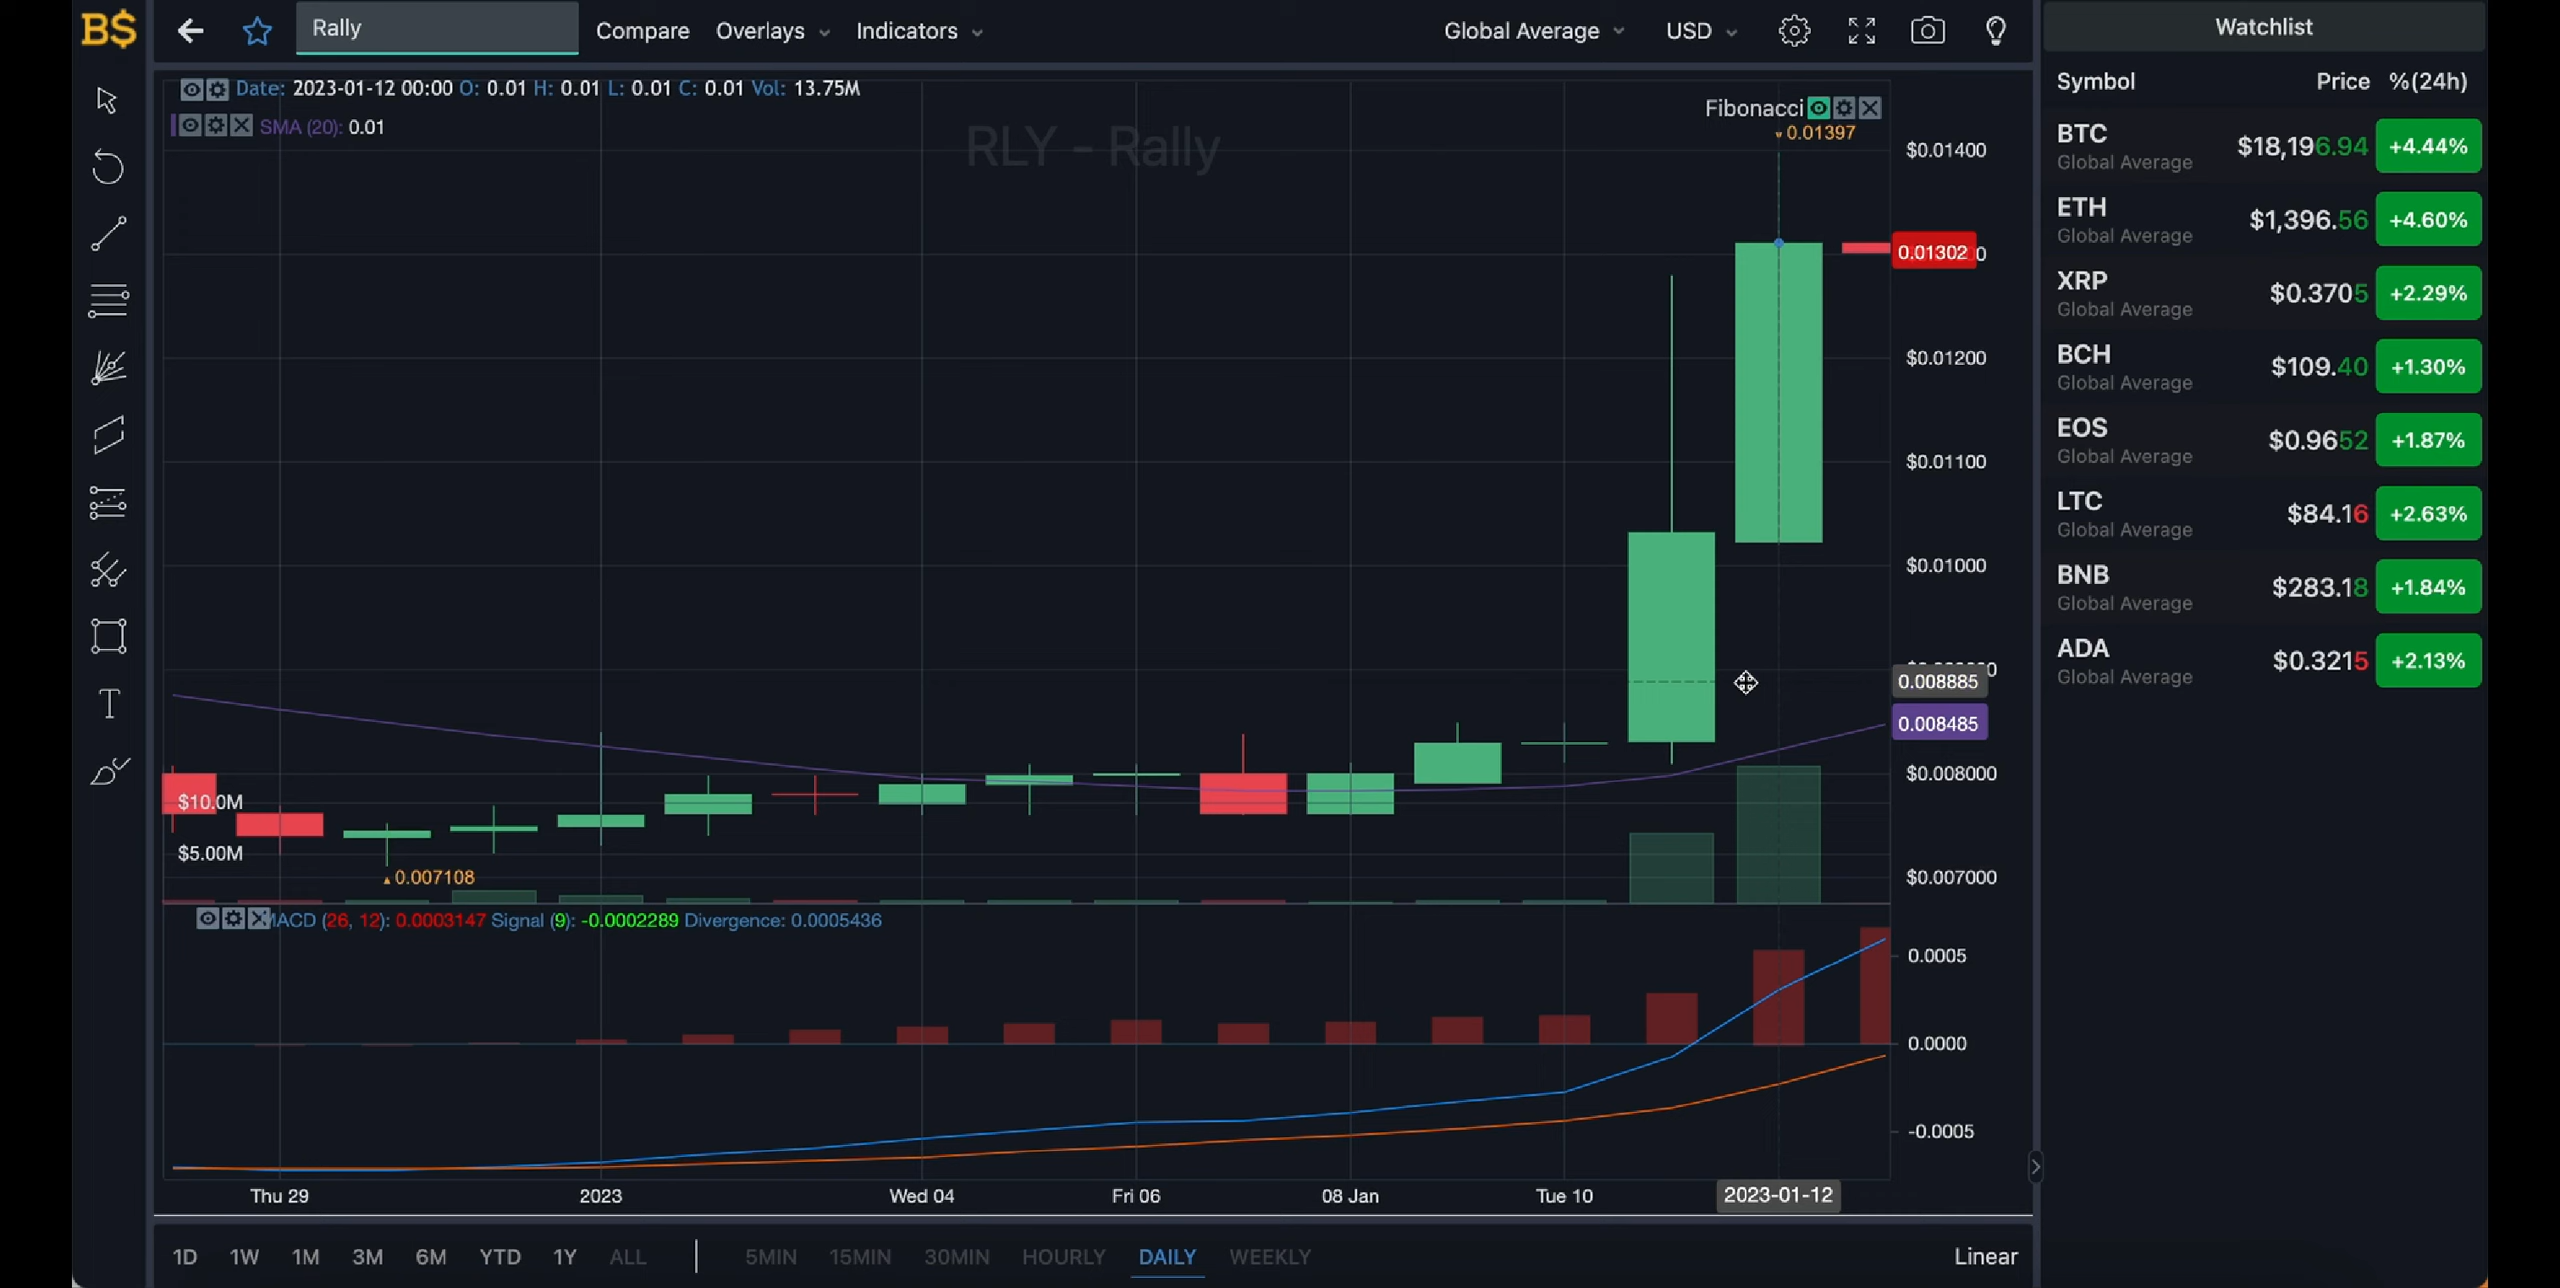 B$
Rally
Compare
Overlays
Indicators
Global Average
USD
Watchlist
Date: 2023-01-12 00:00 O: 0.01 H: 0.01 L: 0.01 C: 0.01 Vol: 13.75M
SMA (20): 0.01
RLY - Rally
Fibonacci
0.01397
$0.01400
0.01302
$0.01200
$0.01100
$0.01000
0.008885
0.008485
$0.008000
$0.007000
$10.0M
$5.00M
0.007108
MACD (26, 12): 0.0003147 Signal (9): -0.0002289 Divergence: 0.0005436
0.0005
0.0000
-0.0005
Thu 29
2023
Wed 04
Fri 06
08 Jan
Tue 10
2023-01-12
1D
1W
1M
3M
6M
YTD
1Y
ALL
5MIN
15MIN
30MIN
HOURLY
DAILY
WEEKLY
Linear
Symbol Price %(24h)
BTC $18,196.94 +4.44%
Global Average
ETH $1,396.56 +4.60%
Global Average
XRP $0.3705 +2.29%
Global Average
BCH $109.40 +1.30%
Global Average
EOS $0.9652 +1.87%
Global Average
LTC $84.16 +2.63%
Global Average
BNB $283.18 +1.84%
Global Average
ADA $0.3215 +2.13%
Global Average
T